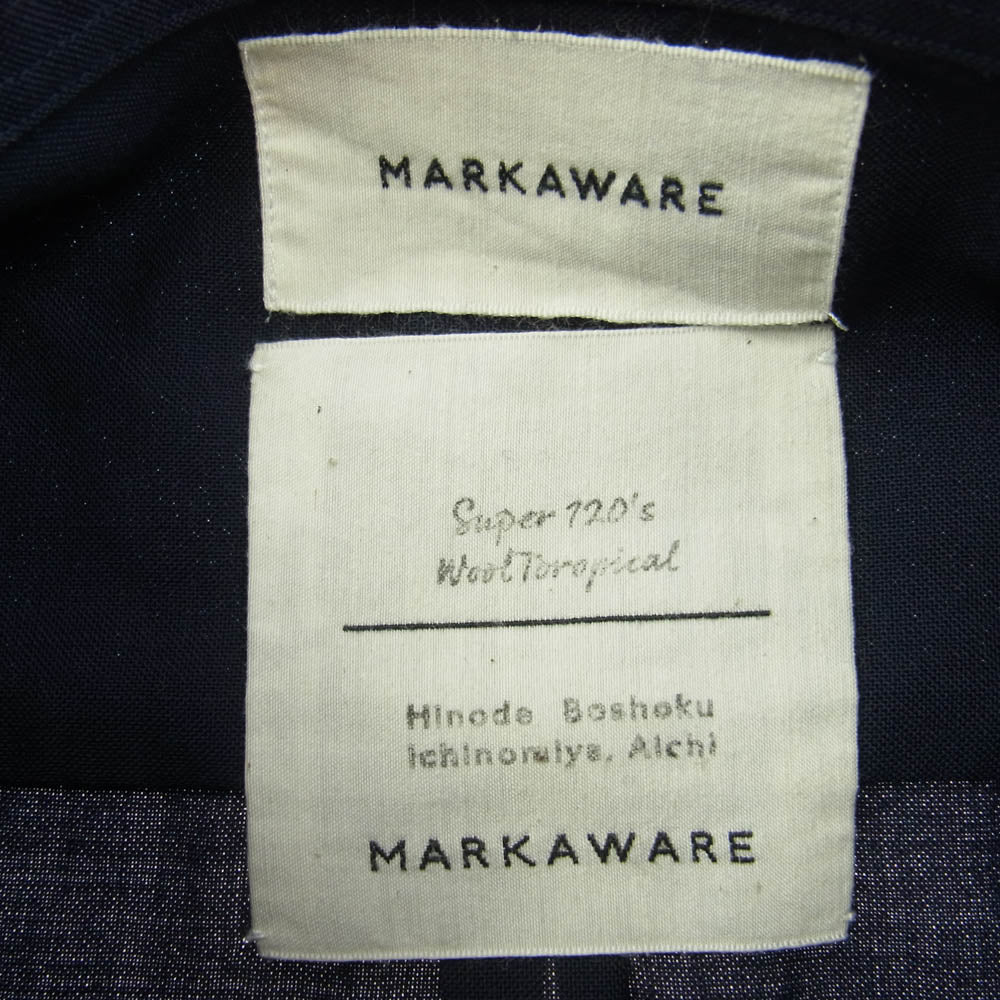 MARKAWARE
Super 120's
Wool Toropical
Hinode Boshoku
Ichinomiya, Aichi
MARKAWARE